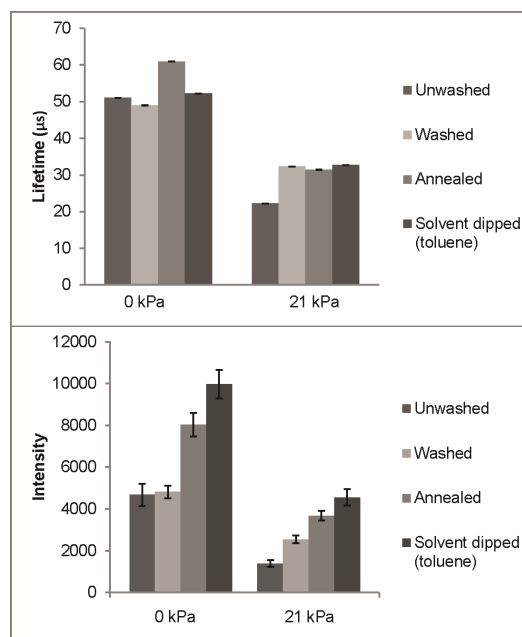 70
60
50
40
30
20
10
0
Lifetime (µs)
0 kPa
21 kPa
Unwashed
Washed
Annealed
Solvent dipped
(toluene)
12000
10000
8000
6000
4000
2000
0
Intensity
0 kPa
21 kPa
Unwashed
Washed
Annealed
Solvent dipped
(toluene)